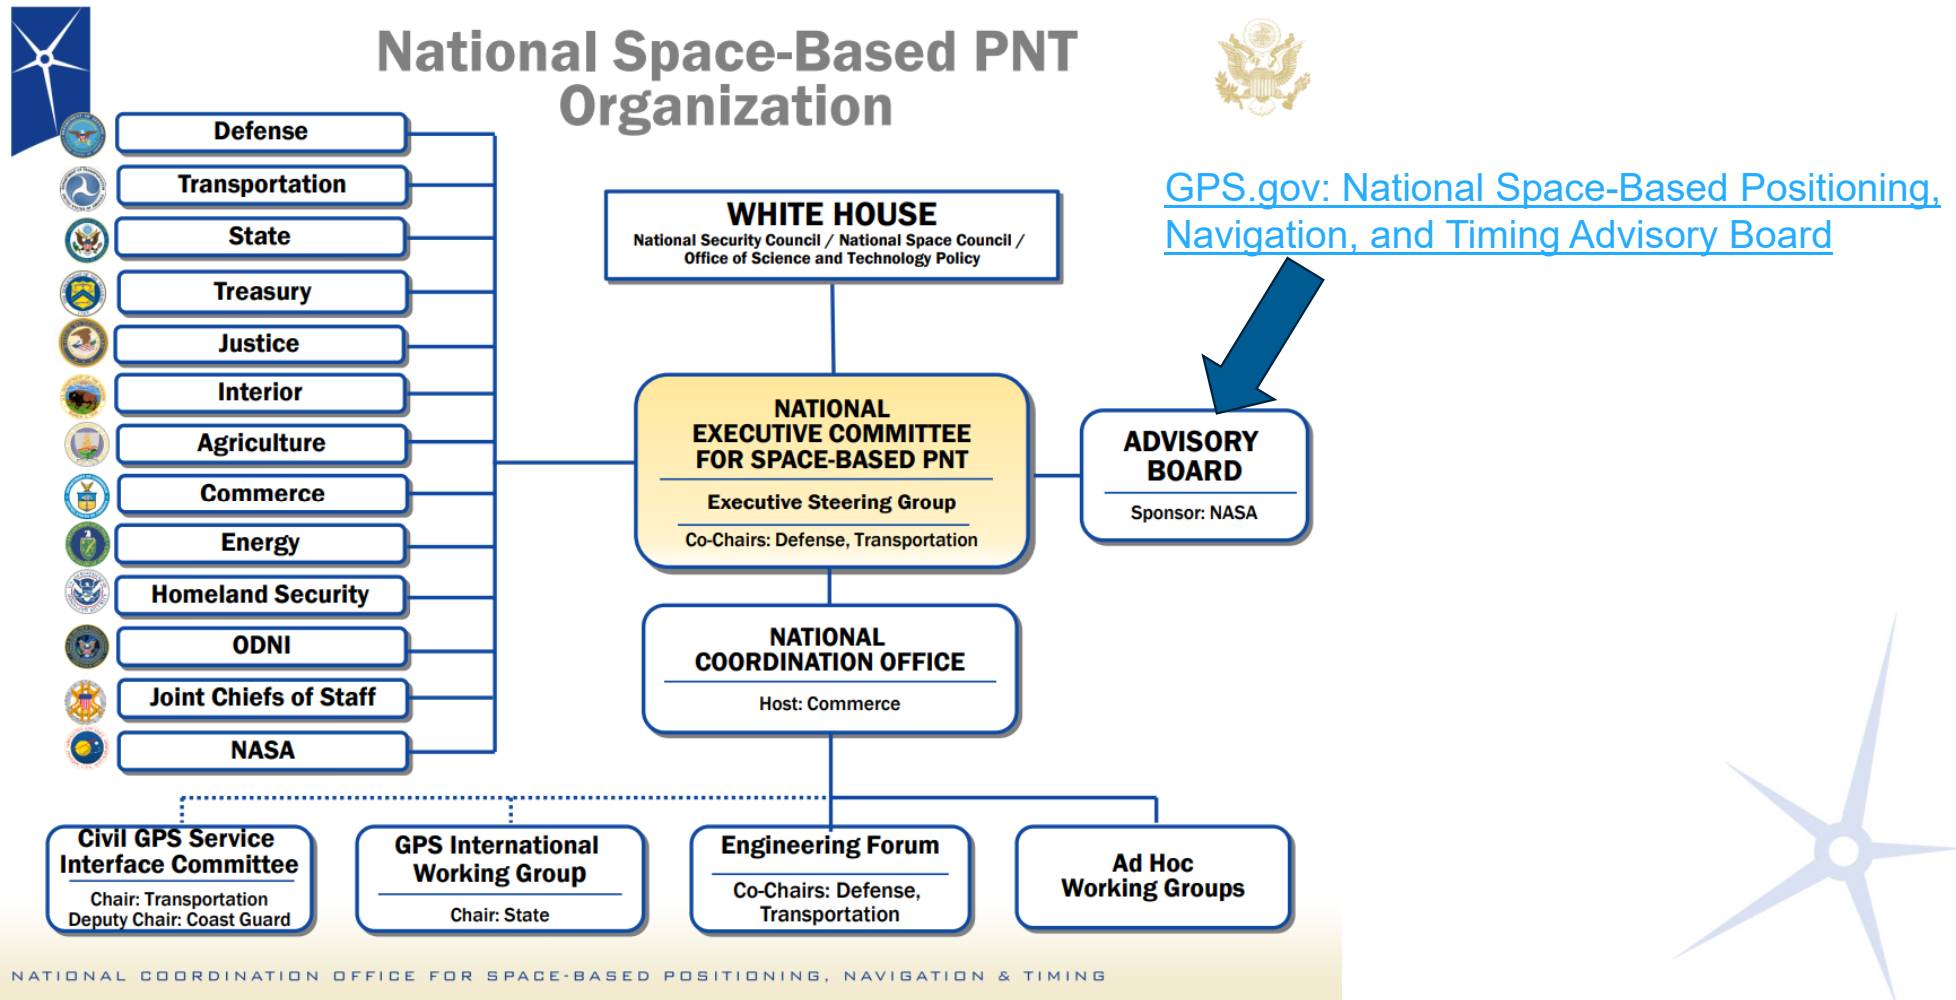 National Space-Based PNT
Organization
Defense
Transportation
State
Treasury
Justice
Interior
Agriculture
Commerce
Energy
Homeland Security
ODNI
Joint Chiefs of Staff
NASA
WHITE HOUSE
National Security Council / National Space Council /
Office of Science and Technology Policy
GPS.gov: National Space-Based Positioning,
Navigation, and Timing Advisory Board
NATIONAL
EXECUTIVE COMMITTEE
FOR SPACE-BASED PNT
Executive Steering Group
Co-Chairs: Defense, Transportation
ADVISORY
BOARD
Sponsor: NASA
NATIONAL
COORDINATION OFFICE
Host: Commerce
Civil GPS Service
Interface Committee
Chair: Transportation
Deputy Chair: Coast Guard
GPS International
Working Group
Chair: State
Engineering Forum
Co-Chairs: Defense,
Transportation
Ad Hoc
Working Groups
NATIONAL COORDINATION OFFICE FOR SPACE-BASED POSITIONING, NAVIGATION & TIMING